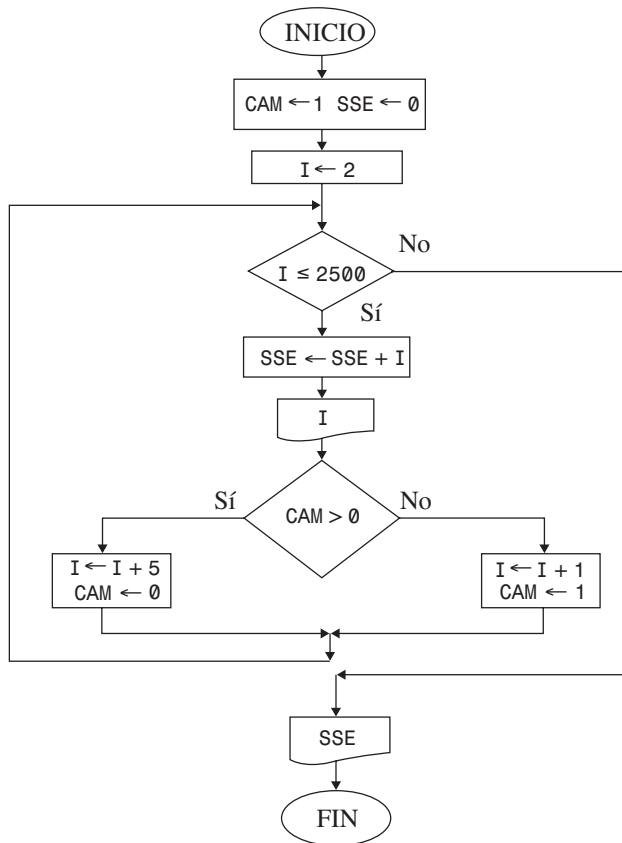 INICIO
CAM ← 1 SSE ← 0
I ← 2
I ≤ 2500
No
Sí
SSE ← SSE + I
I
CAM > 0
Sí
No
I ← I + 5
CAM ← 0
I ← I + 1
CAM ← 1
SSE
FIN